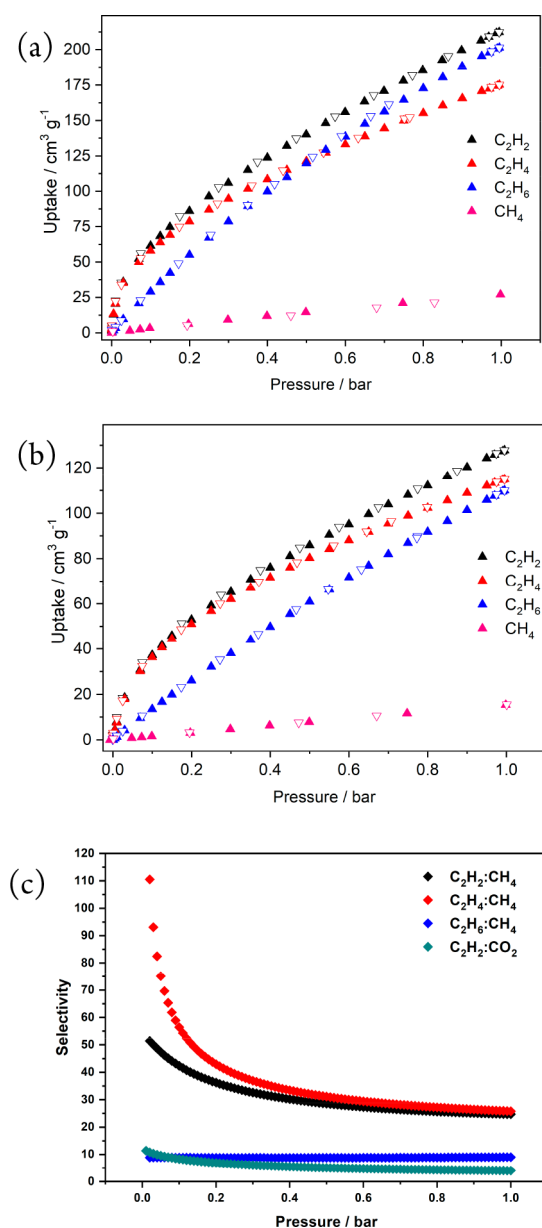 (a)
Uptake / cm³ g⁻¹
200
175
150
125
100
75
50
25
0
C₂H₂
C₂H₄
C₂H₆
CH₄
0.0 0.2 0.4 0.6 0.8 1.0
Pressure / bar
(b)
Uptake / cm³ g⁻¹
120
100
80
60
40
20
0
C₂H₂
C₂H₄
C₂H₆
CH₄
0.0 0.2 0.4 0.6 0.8 1.0
Pressure / bar
(c)
Selectivity
120
110
100
90
80
70
60
50
40
30
20
10
0
C₂H₂:CH₄
C₂H₄:CH₄
C₂H₆:CH₄
C₂H₂:CO₂
0.0 0.2 0.4 0.6 0.8 1.0
Pressure / bar